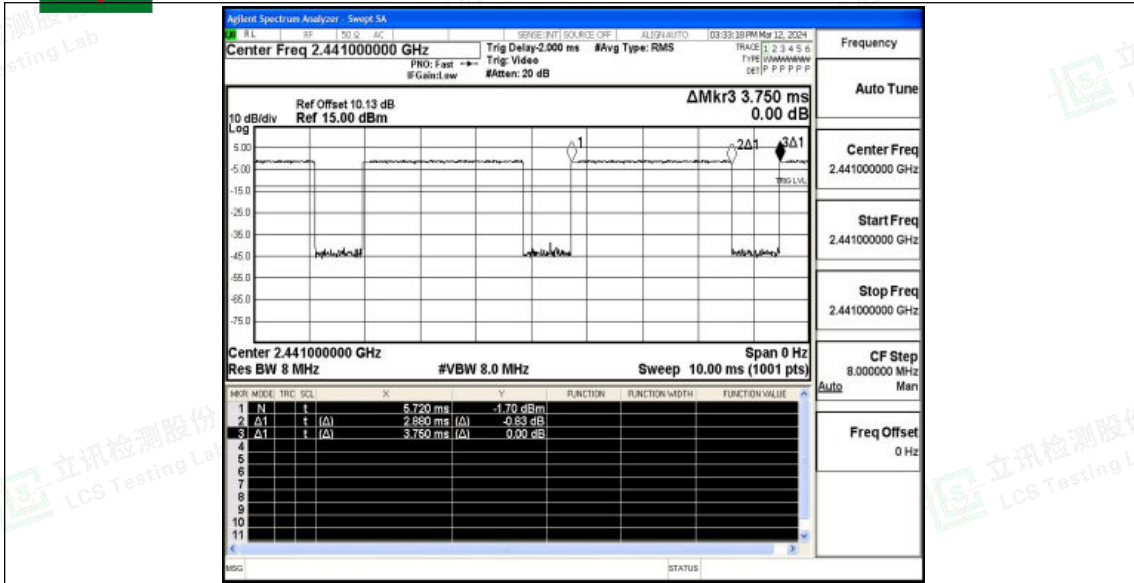 Agilent Spectrum Analyzer - Swept SA
RL RF 50 Ω AC SENSE:INT SOURCE OFF ALIGN AUTO 03:33:18 PM Mar 12, 2024
Center Freq 2.441000000 GHz Trig Delay-2.000 ms #Avg Type: RMS TRACE 1 2 3 4 5 6
PNO: Fast Trig: Video TYPE
IFGain:Low #Atten: 20 dB DET P P P P P P
Frequency
Auto Tune
Center Freq
2.441000000 GHz
Start Freq
2.441000000 GHz
Stop Freq
2.441000000 GHz
CF Step
8.000000 MHz
Auto Man
Freq Offset
0 Hz
ΔMkr3 3.750 ms
0.00 dB
Ref Offset 10.13 dB
10 dB/div Ref 15.00 dBm
Log
5.00
-5.00
-15.0
-25.0
-35.0
-45.0
-55.0
-65.0
-75.0
1
2Δ1
3Δ1
TRIG LVL
Center 2.441000000 GHz Span 0 Hz
Res BW 8 MHz #VBW 8.0 MHz Sweep 10.00 ms (1001 pts)
MKR MODE TRC SCL X Y FUNCTION FUNCTION WIDTH FUNCTION VALUE
1 N t 5.720 ms -1.70 dBm
2 Δ1 t (Δ) 2.880 ms (Δ) -0.83 dB
3 Δ1 t (Δ) 3.750 ms (Δ) 0.00 dB
4
5
6
7
8
9
10
11
MSG STATUS
立讯检测股份
LCS Testing Lab
立讯检测股份
LCS Testing L